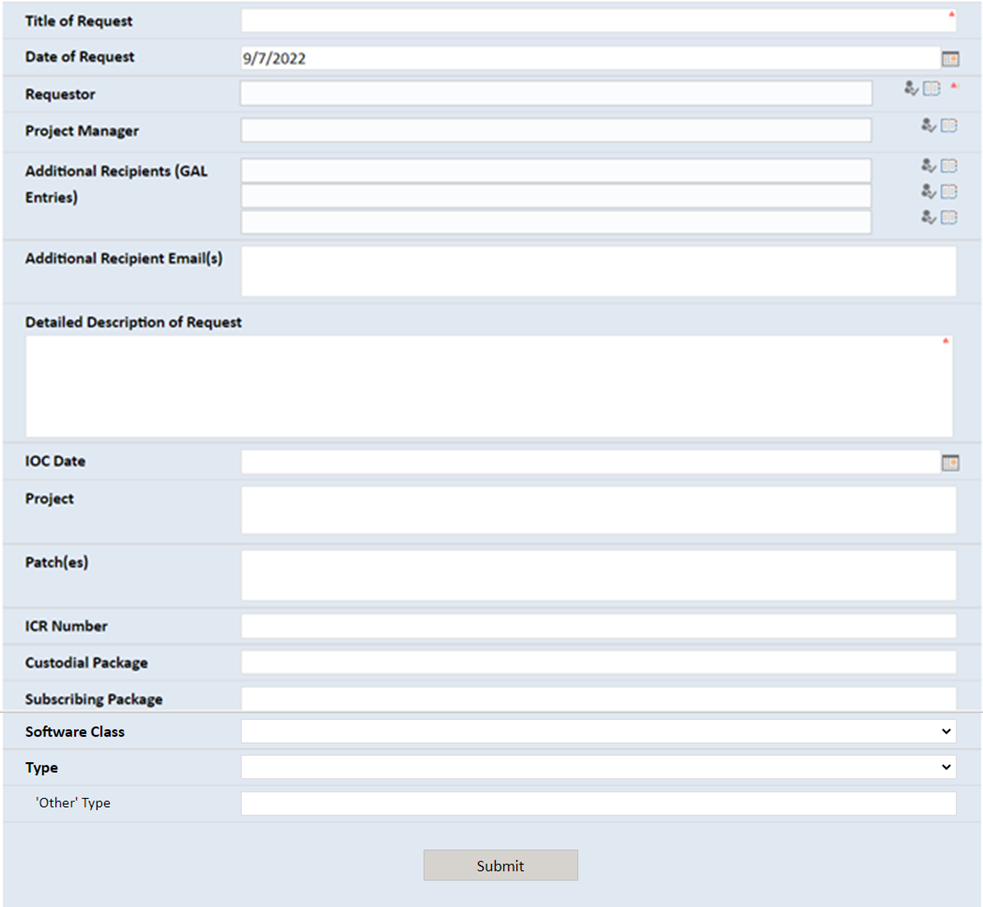 Title of Request
Date of Request
9/7/2022
Requestor
Project Manager
Additional Recipients (GAL
Entries)
Additional Recipient Email(s)
Detailed Description of Request
IOC Date
Project
Patch(es)
ICR Number
Custodial Package
Subscribing Package
Software Class
Type
'Other' Type
Submit